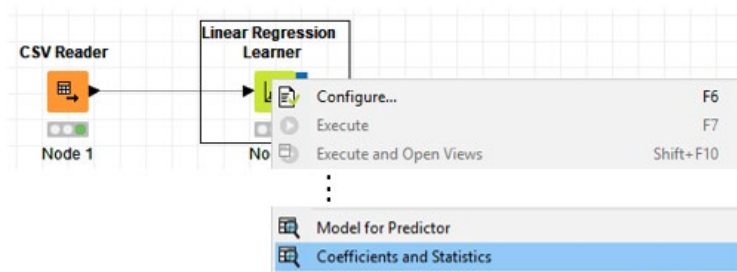 Linear Regression
Learner
CSV Reader
Configure... F6
Execute F7
Execute and Open Views Shift+F10
Node 1
Model for Predictor
Coefficients and Statistics